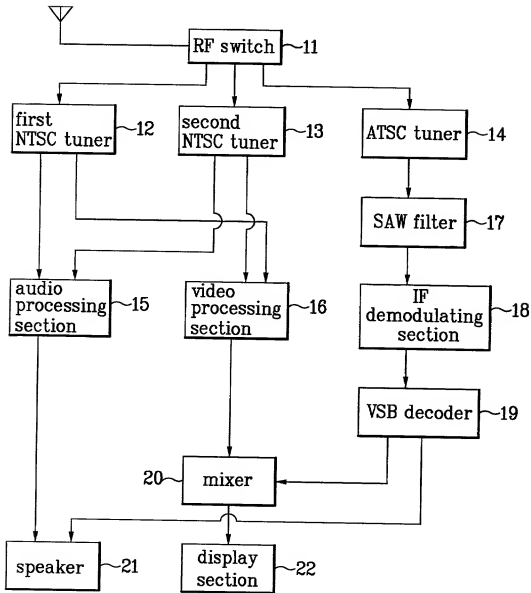 RF switch
11
first
NTSC tuner
12
second
NTSC tuner
13
ATSC tuner
14
SAW filter
17
audio
processing
section
15
video
processing
section
16
IF
demodulating
section
18
VSB decoder
19
20
mixer
speaker
21
display
section
22